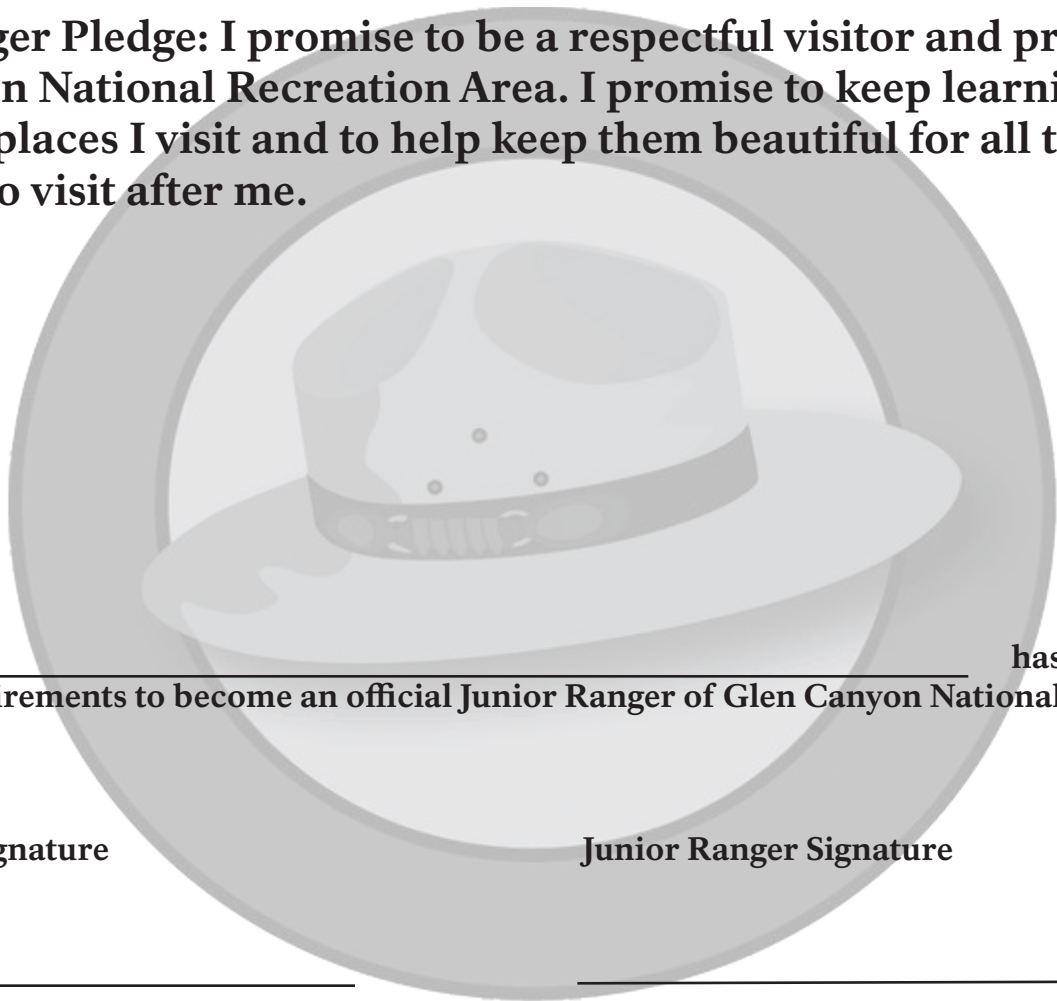 ger Pledge: I promise to be a respectful visitor and pr
n National Recreation Area. I promise to keep learni
places I visit and to help keep them beautiful for all t
o visit after me.
has
irements to become an official Junior Ranger of Glen Canyon National
gnature
Junior Ranger Signature